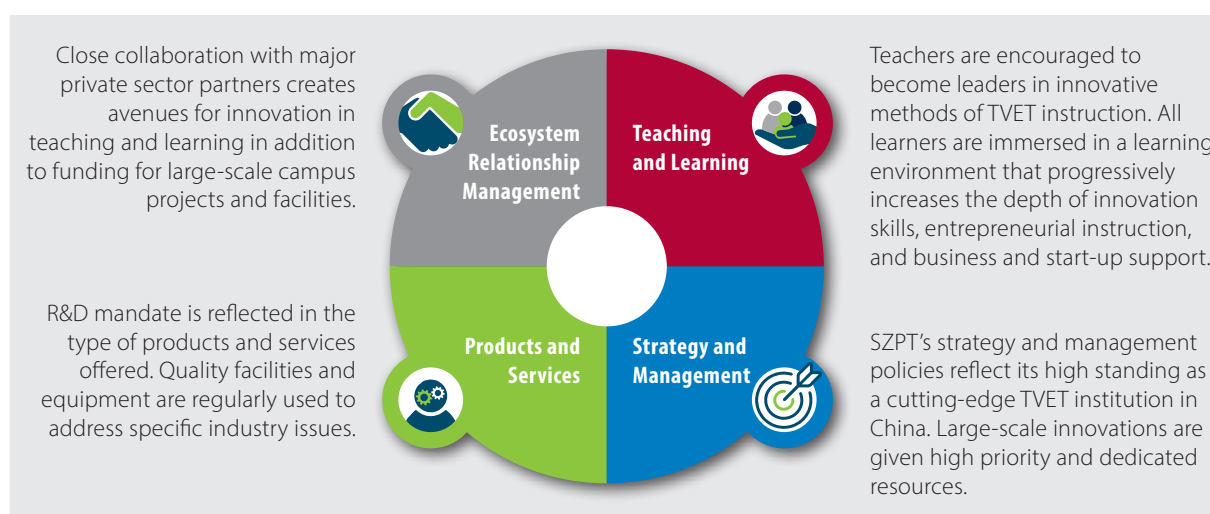 Close collaboration with major
private sector partners creates
avenues for innovation in
teaching and learning in addition
to funding for large-scale campus
projects and facilities.
Ecosystem
Relationship
Management
Teaching
and Learning
Teachers are encouraged to
become leaders in innovative
methods of TVET instruction. All
learners are immersed in a learning
environment that progressively
increases the depth of innovation
skills, entrepreneurial instruction,
and business and start-up support.
R&D mandate is reflected in the
type of products and services
offered. Quality facilities and
equipment are regularly used to
address specific industry issues.
Products and
Services
Strategy and
Management
SZPT’s strategy and management
policies reflect its high standing as
a cutting-edge TVET institution in
China. Large-scale innovations are
given high priority and dedicated
resources.